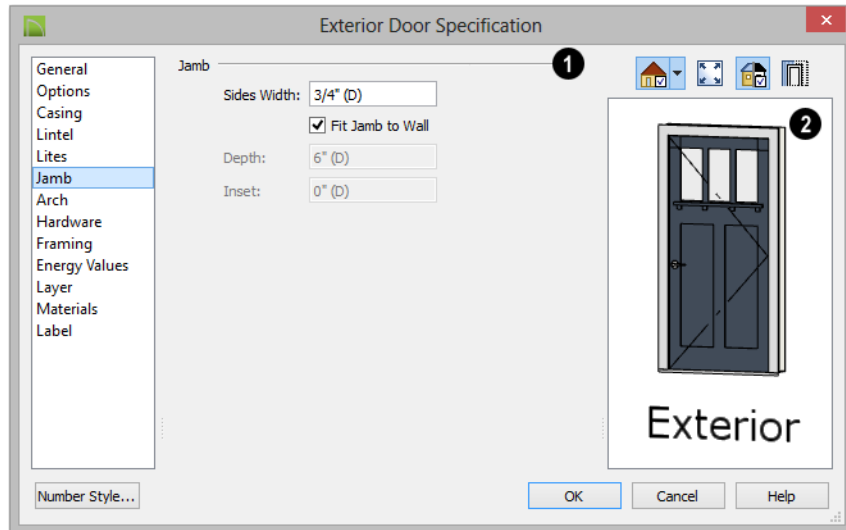 Exterior Door Specification
General
Options
Casing
Lintel
Lites
Jamb
Arch
Hardware
Framing
Energy Values
Layer
Materials
Label
Jamb
1
Sides Width: 3/4" (D)
Fit Jamb to Wall
Depth: 6" (D)
Inset: 0" (D)
2
Exterior
Number Style...
OK
Cancel
Help